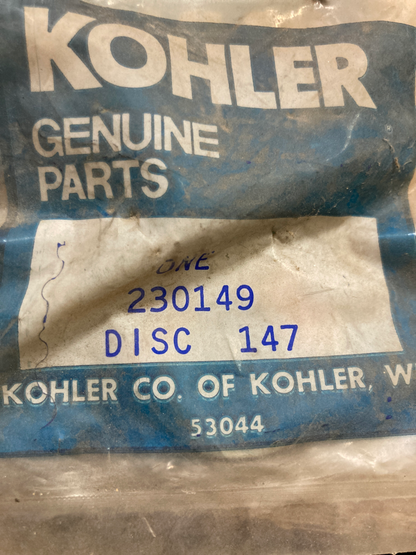 KOHLER
GENUINE
PARTS
ONE
230149
DISC 147
KOHLER CO. OF KOHLER, W
53044